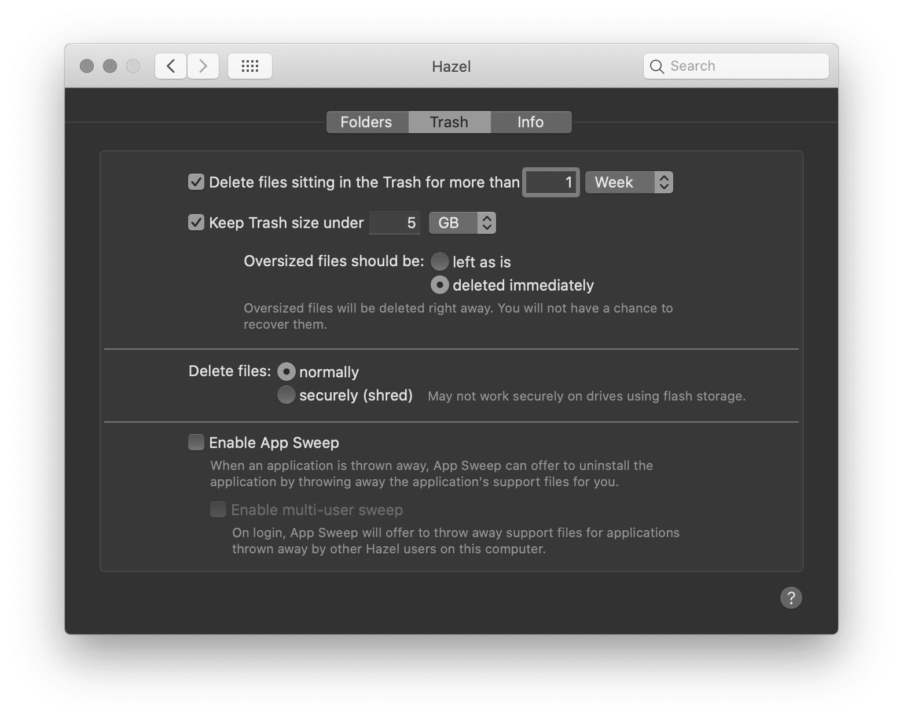 Hazel
Search
Folders Trash Info
Delete files sitting in the Trash for more than 1 Week
Keep Trash size under 5 GB
Oversized files should be: left as is
deleted immediately
Oversized files will be deleted right away. You will not have a chance to
recover them.
Delete files: normally
securely (shred) May not work securely on drives using flash storage.
Enable App Sweep
When an application is thrown away, App Sweep can offer to uninstall the
application by throwing away the application's support files for you.
Enable multi-user sweep
On login, App Sweep will offer to throw away support files for applications
thrown away by other Hazel users on this computer.
?